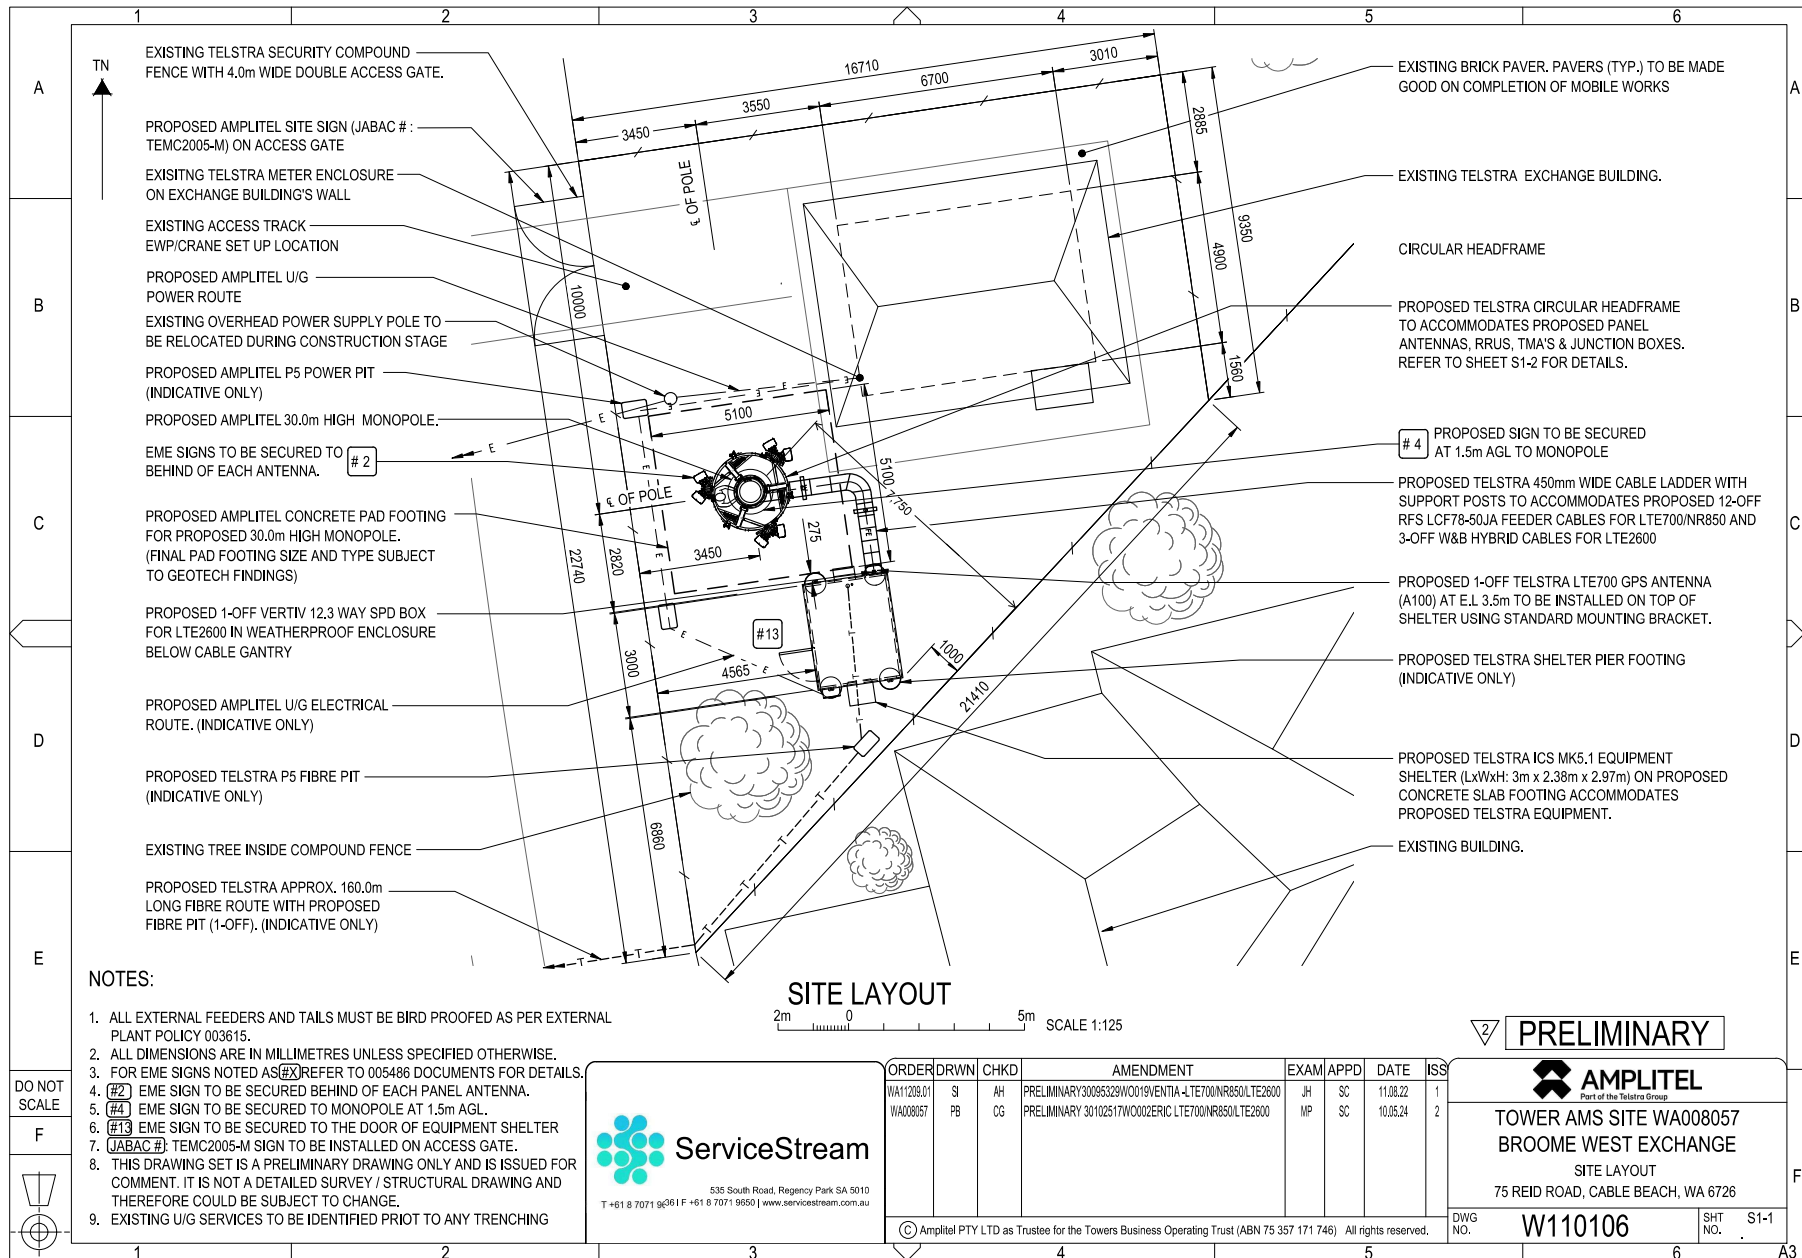 1 2 3 4 5 6
A
B
C
D
E
F
A
B
C
D
E
F
TN
EXISTING TELSTRA SECURITY COMPOUND
FENCE WITH 4.0m WIDE DOUBLE ACCESS GATE.
PROPOSED AMPLITEL SITE SIGN (JABAC # :
TEMC2005-M) ON ACCESS GATE
EXISITNG TELSTRA METER ENCLOSURE
ON EXCHANGE BUILDING'S WALL
EXISTING ACCESS TRACK
EWP/CRANE SET UP LOCATION
PROPOSED AMPLITEL U/G
POWER ROUTE
EXISTING OVERHEAD POWER SUPPLY POLE TO
BE RELOCATED DURING CONSTRUCTION STAGE
PROPOSED AMPLITEL P5 POWER PIT
(INDICATIVE ONLY)
PROPOSED AMPLITEL 30.0m HIGH MONOPOLE.
EME SIGNS TO BE SECURED TO
BEHIND OF EACH ANTENNA.
# 2
PROPOSED AMPLITEL CONCRETE PAD FOOTING
FOR PROPOSED 30.0m HIGH MONOPOLE.
(FINAL PAD FOOTING SIZE AND TYPE SUBJECT
TO GEOTECH FINDINGS)
PROPOSED 1-OFF VERTIV 12.3 WAY SPD BOX
FOR LTE2600 IN WEATHERPROOF ENCLOSURE
BELOW CABLE GANTRY
PROPOSED AMPLITEL U/G ELECTRICAL
ROUTE. (INDICATIVE ONLY)
PROPOSED TELSTRA P5 FIBRE PIT
(INDICATIVE ONLY)
EXISTING TREE INSIDE COMPOUND FENCE
PROPOSED TELSTRA APPROX. 160.0m
LONG FIBRE ROUTE WITH PROPOSED
FIBRE PIT (1-OFF). (INDICATIVE ONLY)
16710
3010
6700
3550
3450
℄ OF POLE
2885
4900
9350
1560
10000
5100
5100
7,750
℄ OF POLE
275
3450
2820
22740
#13
3000
4565
1000
21410
6860
E
E
E
E
E
E
E
E
E
T
T
T
T
T
T
T
EXISTING BRICK PAVER. PAVERS (TYP.) TO BE MADE
GOOD ON COMPLETION OF MOBILE WORKS
EXISTING TELSTRA EXCHANGE BUILDING.
CIRCULAR HEADFRAME
PROPOSED TELSTRA CIRCULAR HEADFRAME
TO ACCOMMODATES PROPOSED PANEL
ANTENNAS, RRUS, TMA'S & JUNCTION BOXES.
REFER TO SHEET S1-2 FOR DETAILS.
# 4
PROPOSED SIGN TO BE SECURED
AT 1.5m AGL TO MONOPOLE
PROPOSED TELSTRA 450mm WIDE CABLE LADDER WITH
SUPPORT POSTS TO ACCOMMODATES PROPOSED 12-OFF
RFS LCF78-50JA FEEDER CABLES FOR LTE700/NR850 AND
3-OFF W&B HYBRID CABLES FOR LTE2600
PROPOSED 1-OFF TELSTRA LTE700 GPS ANTENNA
(A100) AT E.L 3.5m TO BE INSTALLED ON TOP OF
SHELTER USING STANDARD MOUNTING BRACKET.
PROPOSED TELSTRA SHELTER PIER FOOTING
(INDICATIVE ONLY)
PROPOSED TELSTRA ICS MK5.1 EQUIPMENT
SHELTER (LxWxH: 3m x 2.38m x 2.97m) ON PROPOSED
CONCRETE SLAB FOOTING ACCOMMODATES
PROPOSED TELSTRA EQUIPMENT.
EXISTING BUILDING.
NOTES:
1. ALL EXTERNAL FEEDERS AND TAILS MUST BE BIRD PROOFED AS PER EXTERNAL
PLANT POLICY 003615.
2. ALL DIMENSIONS ARE IN MILLIMETRES UNLESS SPECIFIED OTHERWISE.
3. FOR EME SIGNS NOTED AS #X REFER TO 005486 DOCUMENTS FOR DETAILS.
4. #2 EME SIGN TO BE SECURED BEHIND OF EACH PANEL ANTENNA.
5. #4 EME SIGN TO BE SECURED TO MONOPOLE AT 1.5m AGL.
6. #13 EME SIGN TO BE SECURED TO THE DOOR OF EQUIPMENT SHELTER
7. JABAC #: TEMC2005-M SIGN TO BE INSTALLED ON ACCESS GATE.
8. THIS DRAWING SET IS A PRELIMINARY DRAWING ONLY AND IS ISSUED FOR
COMMENT. IT IS NOT A DETAILED SURVEY / STRUCTURAL DRAWING AND
THEREFORE COULD BE SUBJECT TO CHANGE.
9. EXISTING U/G SERVICES TO BE IDENTIFIED PRIOT TO ANY TRENCHING
DO NOT
SCALE
SITE LAYOUT
2m 0 5m SCALE 1:125
2 PRELIMINARY
ServiceStream
535 South Road, Regency Park SA 5010
F +61 8 7071 9650 | www.servicestream.com.au
ORDER DRWN CHKD AMENDMENT EXAM APPD DATE ISS
WA11209.01 SI AH PRELIMINARY30095329WO019VENTIA -LTE700/NR850/LTE2600 JH SC 11.08.22 1
WA008057 PB CG PRELIMINARY 30102517WO002ERIC LTE700/NR850/LTE2600 MP SC 10.05.24 2
© Amplitel PTY LTD as Trustee for the Towers Business Operating Trust (ABN 75 357 171 746) All rights reserved.
AMPLITEL
Part of the Telstra Group
TOWER AMS SITE WA008057
BROOME WEST EXCHANGE
SITE LAYOUT
75 REID ROAD, CABLE BEACH, WA 6726
DWG
NO.
W110106
SHT
NO.
S1-1
1 2 3 4 5 6
A3